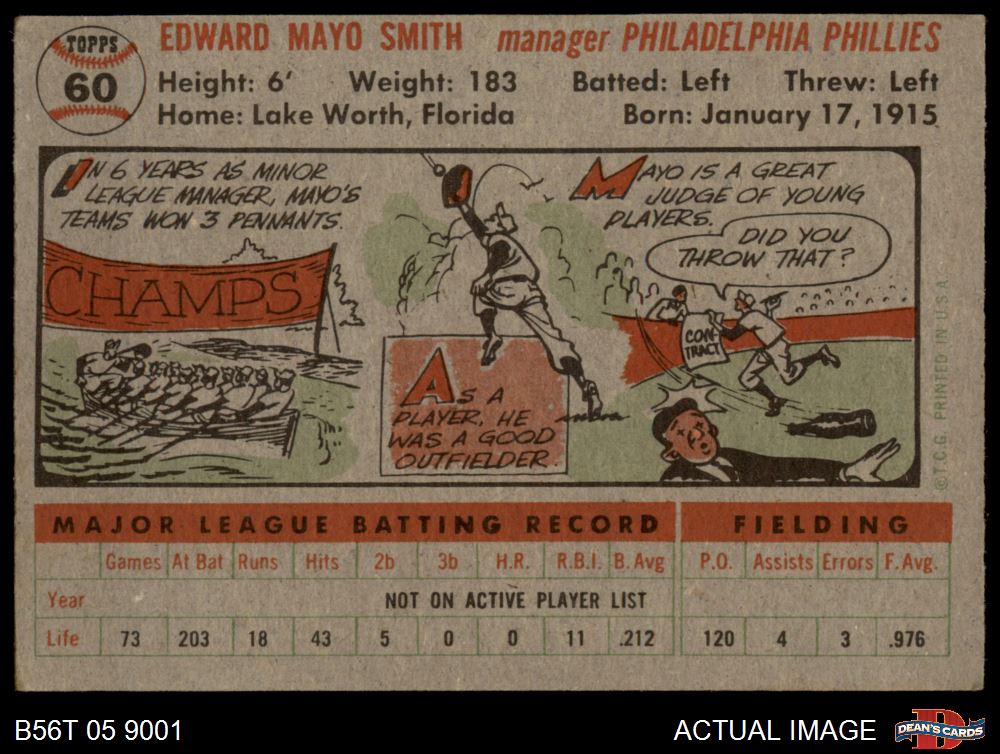 TOPPS
60
EDWARD MAYO SMITH manager PHILADELPHIA PHILLIES
Height: 6' Weight: 183 Batted: Left Threw: Left
Home: Lake Worth, Florida Born: January 17, 1915
IN 6 YEARS AS MINOR
LEAGUE MANAGER, MAYO'S
TEAMS WON 3 PENNANTS.
CHAMPS
AS A
PLAYER, HE
WAS A GOOD
OUTFIELDER.
MAYO IS A GREAT
JUDGE OF YOUNG
PLAYERS.
DID YOU
THROW THAT?
CON-
TRACT
© T.C.G. PRINTED IN U.S.A.
MAJOR LEAGUE BATTING RECORD FIELDING
Games At Bat Runs Hits 2b 3b H.R. R.B.I. B. Avg P.O. Assists Errors F. Avg.
Year NOT ON ACTIVE PLAYER LIST
Life 73 203 18 43 5 0 0 11 .212 120 4 3 .976
B56T 05 9001 ACTUAL IMAGE
DEAN'S CARDS